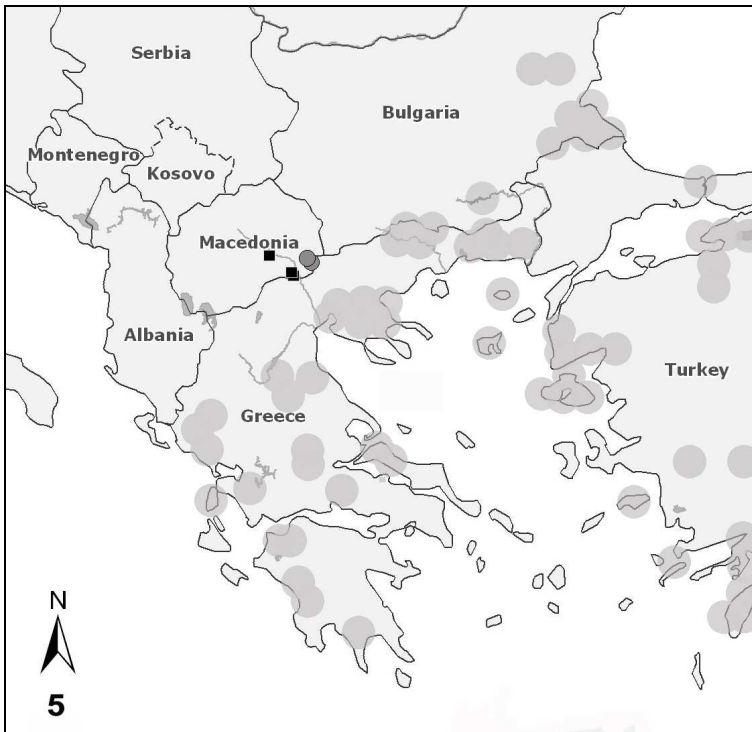 Serbia
Bulgaria
Montenegro
Kosovo
Macedonia
Albania
Turkey
Greece
N
5